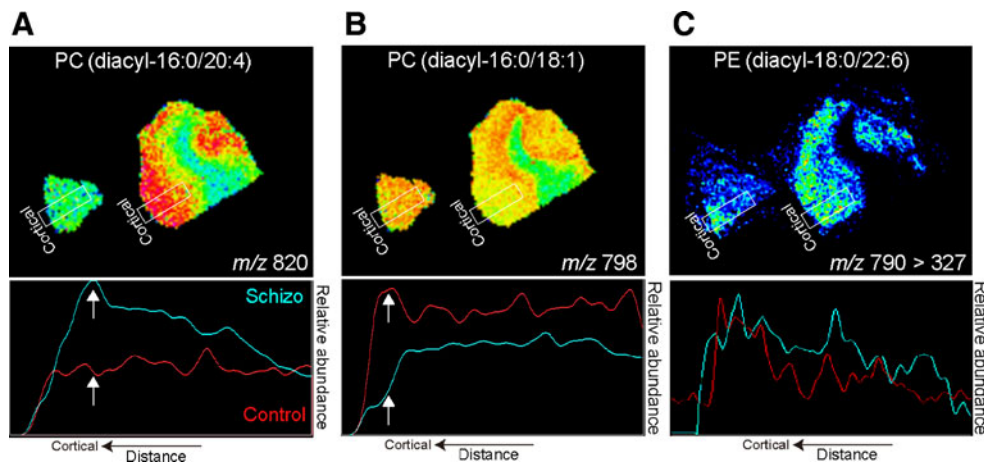 A
PC (diacyl-16:0/20:4)
Cortical
Cortical
m/z 820
Schizo
Control
Relative abundance
Cortical
Distance
B
PC (diacyl-16:0/18:1)
Cortical
Cortical
m/z 798
Relative abundance
Cortical
Distance
C
PE (diacyl-18:0/22:6)
Cortical
Cortical
m/z 790 > 327
Relative abundance
Cortical
Distance